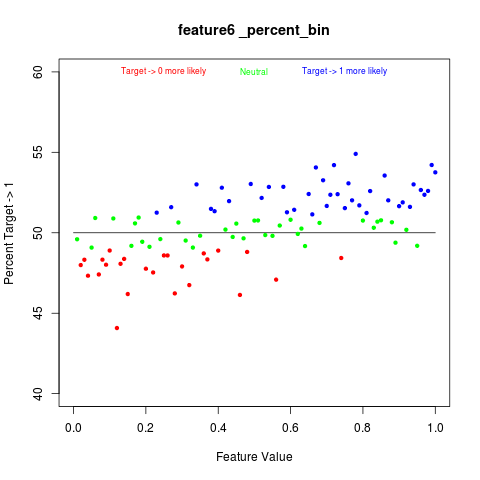 feature6 _percent_bin
Target -> 0 more likely
Neutral
Target -> 1 more likely
60
55
50
45
40
Percent Target -> 1
0.0
0.2
0.4
0.6
0.8
1.0
Feature Value